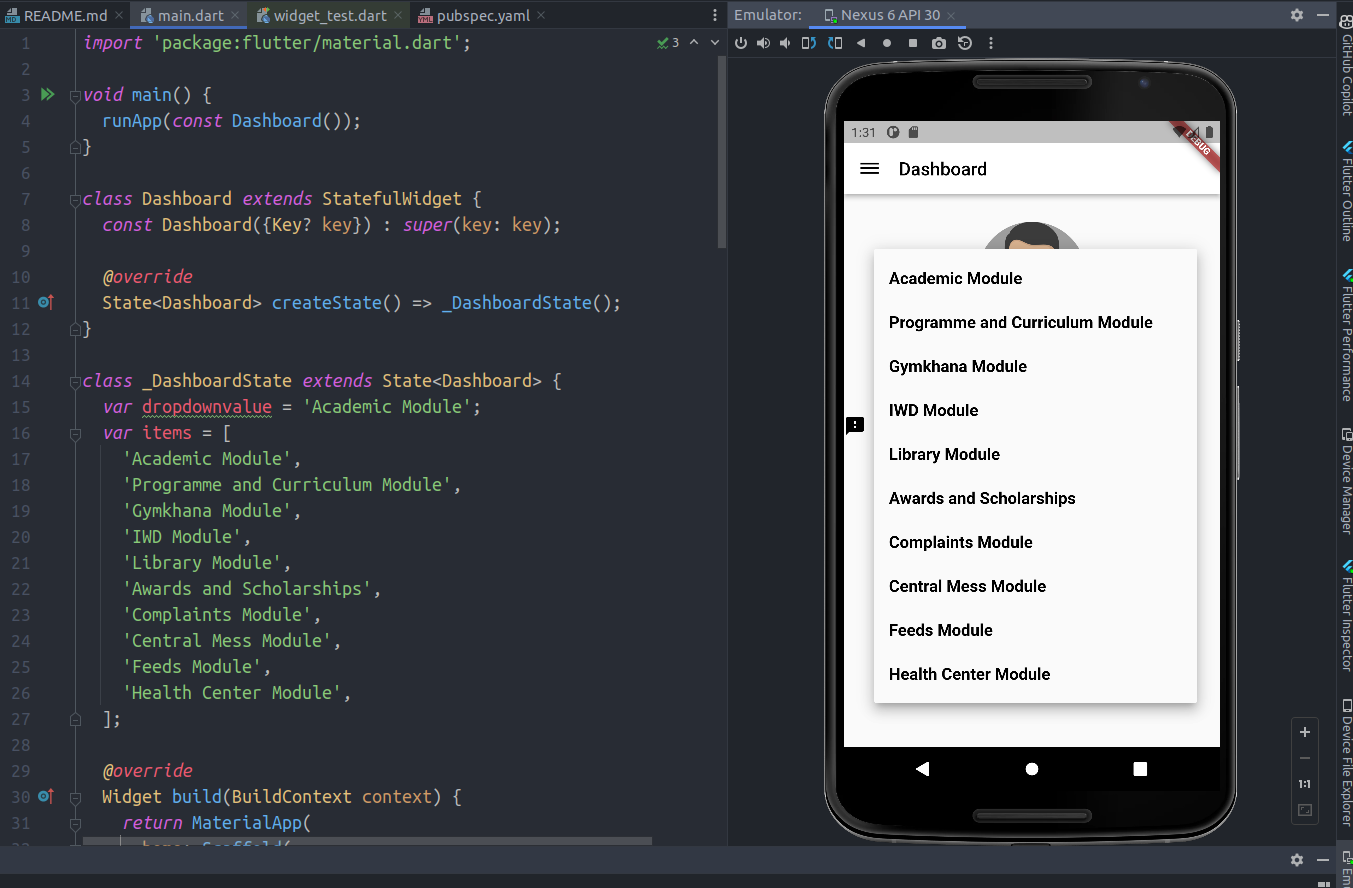 README.md
main.dart
widget_test.dart
pubspec.yaml
Emulator:
Nexus 6 API 30
1 import 'package:flutter/material.dart';
3
2
3 void main() {
4 runApp(const Dashboard());
5 }
6
7 class Dashboard extends StatefulWidget {
8 const Dashboard({Key? key}) : super(key: key);
9
10 @override
11 State<Dashboard> createState() => _DashboardState();
12 }
13
14 class _DashboardState extends State<Dashboard> {
15 var dropdownvalue = 'Academic Module';
16 var items = [
17 'Academic Module',
18 'Programme and Curriculum Module',
19 'Gymkhana Module',
20 'IWD Module',
21 'Library Module',
22 'Awards and Scholarships',
23 'Complaints Module',
24 'Central Mess Module',
25 'Feeds Module',
26 'Health Center Module',
27 ];
28
29 @override
30 Widget build(BuildContext context) {
31 return MaterialApp(
1:31
DEBUG
Dashboard
Academic Module
Programme and Curriculum Module
Gymkhana Module
IWD Module
Library Module
Awards and Scholarships
Complaints Module
Central Mess Module
Feeds Module
Health Center Module
1:1
GitHub Copilot
Flutter Outline
Flutter Performance
Device Manager
Flutter Inspector
Device File Explorer